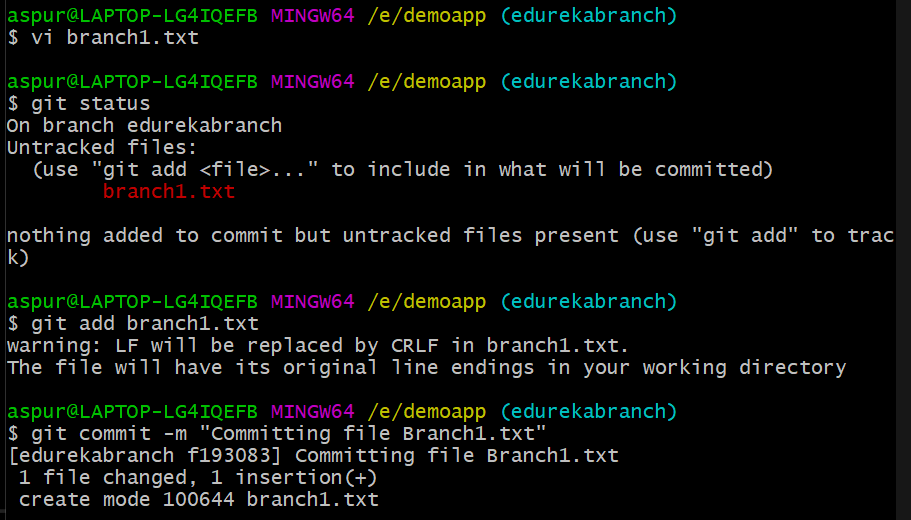 aspur@LAPTOP-LG4IQEFB MINGW64 /e/demoapp (edurekabranch)
$ vi branch1.txt

aspur@LAPTOP-LG4IQEFB MINGW64 /e/demoapp (edurekabranch)
$ git status
On branch edurekabranch
Untracked files:
  (use "git add <file>..." to include in what will be committed)
        branch1.txt

nothing added to commit but untracked files present (use "git add" to trac
k)

aspur@LAPTOP-LG4IQEFB MINGW64 /e/demoapp (edurekabranch)
$ git add branch1.txt
warning: LF will be replaced by CRLF in branch1.txt.
The file will have its original line endings in your working directory

aspur@LAPTOP-LG4IQEFB MINGW64 /e/demoapp (edurekabranch)
$ git commit -m "Committing file Branch1.txt"
[edurekabranch f193083] Committing file Branch1.txt
 1 file changed, 1 insertion(+)
 create mode 100644 branch1.txt